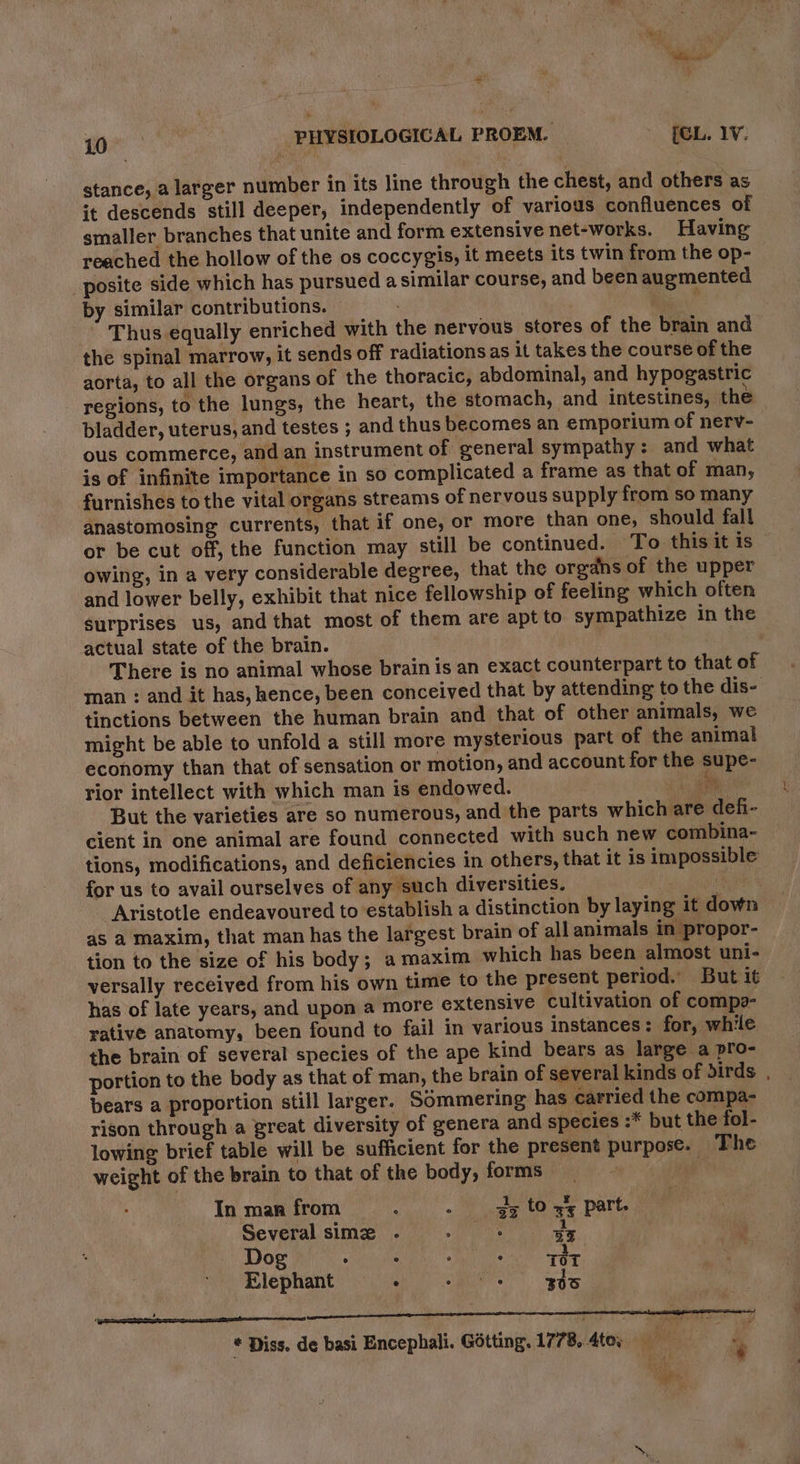 10 PHYSIOLOGICAL PROEM. [CL. IV.
stance, a larger number in its line through the chest, and others as
it descends still deeper, independently of various confluences of
smaller branches that unite and form extensive net-works. Having
reached the hollow of the os coccygis, it meets its twin from the op-
posite side which has pursued a similar course, and been augmented
by similar contributions.
Thus equally enriched with the nervous stores of the brain and
the spinal marrow, it sends off radiations as it takes the course of the
aorta, to all the organs of the thoracic, abdominal, and hypogastric
regions, to the lungs, the heart, the stomach, and intestines, the
bladder, uterus, and testes ; and thus becomes an emporium of nerv-
ous commerce, and an instrument of general sympathy : and what
is of infinite importance in so complicated a frame as that of man,
furnishes to the vital organs streams of nervous supply from so many
anastomosing currents, that if one, or more than one, should fall
or be cut off, the function may still be continued. To this it is
owing, in a very considerable degree, that the organs of the upper
and lower belly, exhibit that nice fellowship of feeling which often
surprises us, and that most of them are apt to sympathize in the
actual state of the brain.
There is no animal whose brain is an exact counterpart to that of
man : and it has, hence, been conceived that by attending to the dis-
tinctions between the human brain and that of other animals, we
might be able to unfold a still more mysterious part of the animal
economy than that of sensation or motion, and account for the supe-
rior intellect with which man is endowed.
But the varieties are so numerous, and the parts which are defi-
cient in one animal are found connected with such new combina-
tions, modifications, and deficiencies in others, that it is impossible
for us to avail ourselves of any such diversities.
Aristotle endeavoured to establish a distinction by laying it down
as a maxim, that man has the largest brain of all animals in propor-
tion to the size of his body ; a maxim which has been almost uni-
versally received from his own time to the present period. But it
has of late years, and upon a more extensive cultivation of compa-
rative anatomy, been found to fail in various instances : for, while
the brain of several species of the ape kind bears as large a pro-
portion to the body as that of man, the brain of several kinds of birds
bears a proportion still larger. Sömmering has carried the compa-
rison through a great diversity of genera and species :* but the fol-
lowing brief table will be sufficient for the present purpose. The
weight of the brain to that of the body, forms
In man from . . to part.
Several simæ . . .
Dog . . . .
Elephant . . .
* Diss. de basi Encephali. Götting. 1778, 4to.